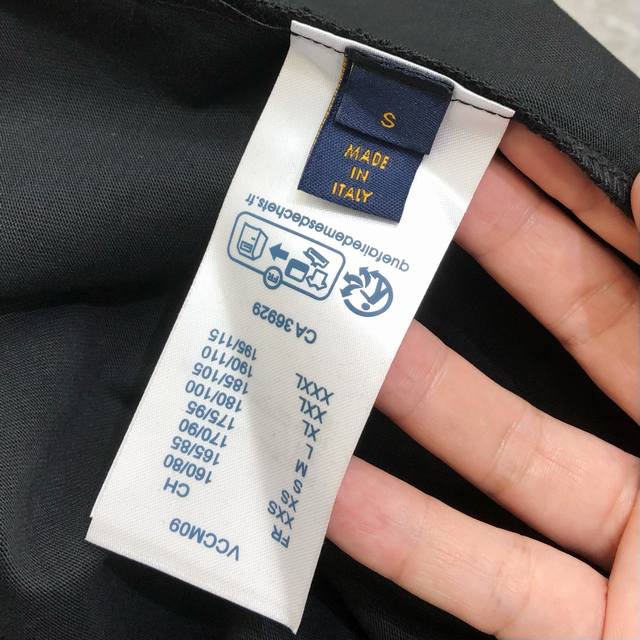 S
MADE
IN
ITALY
VCCM09
FR CH
XXS 160/80
XS 165/85
S 170/90
M 175/95
L 180/100
XL 185/105
XXL 190/110
XXXL 195/115
CA 36929
quefairedemesdechets.fr